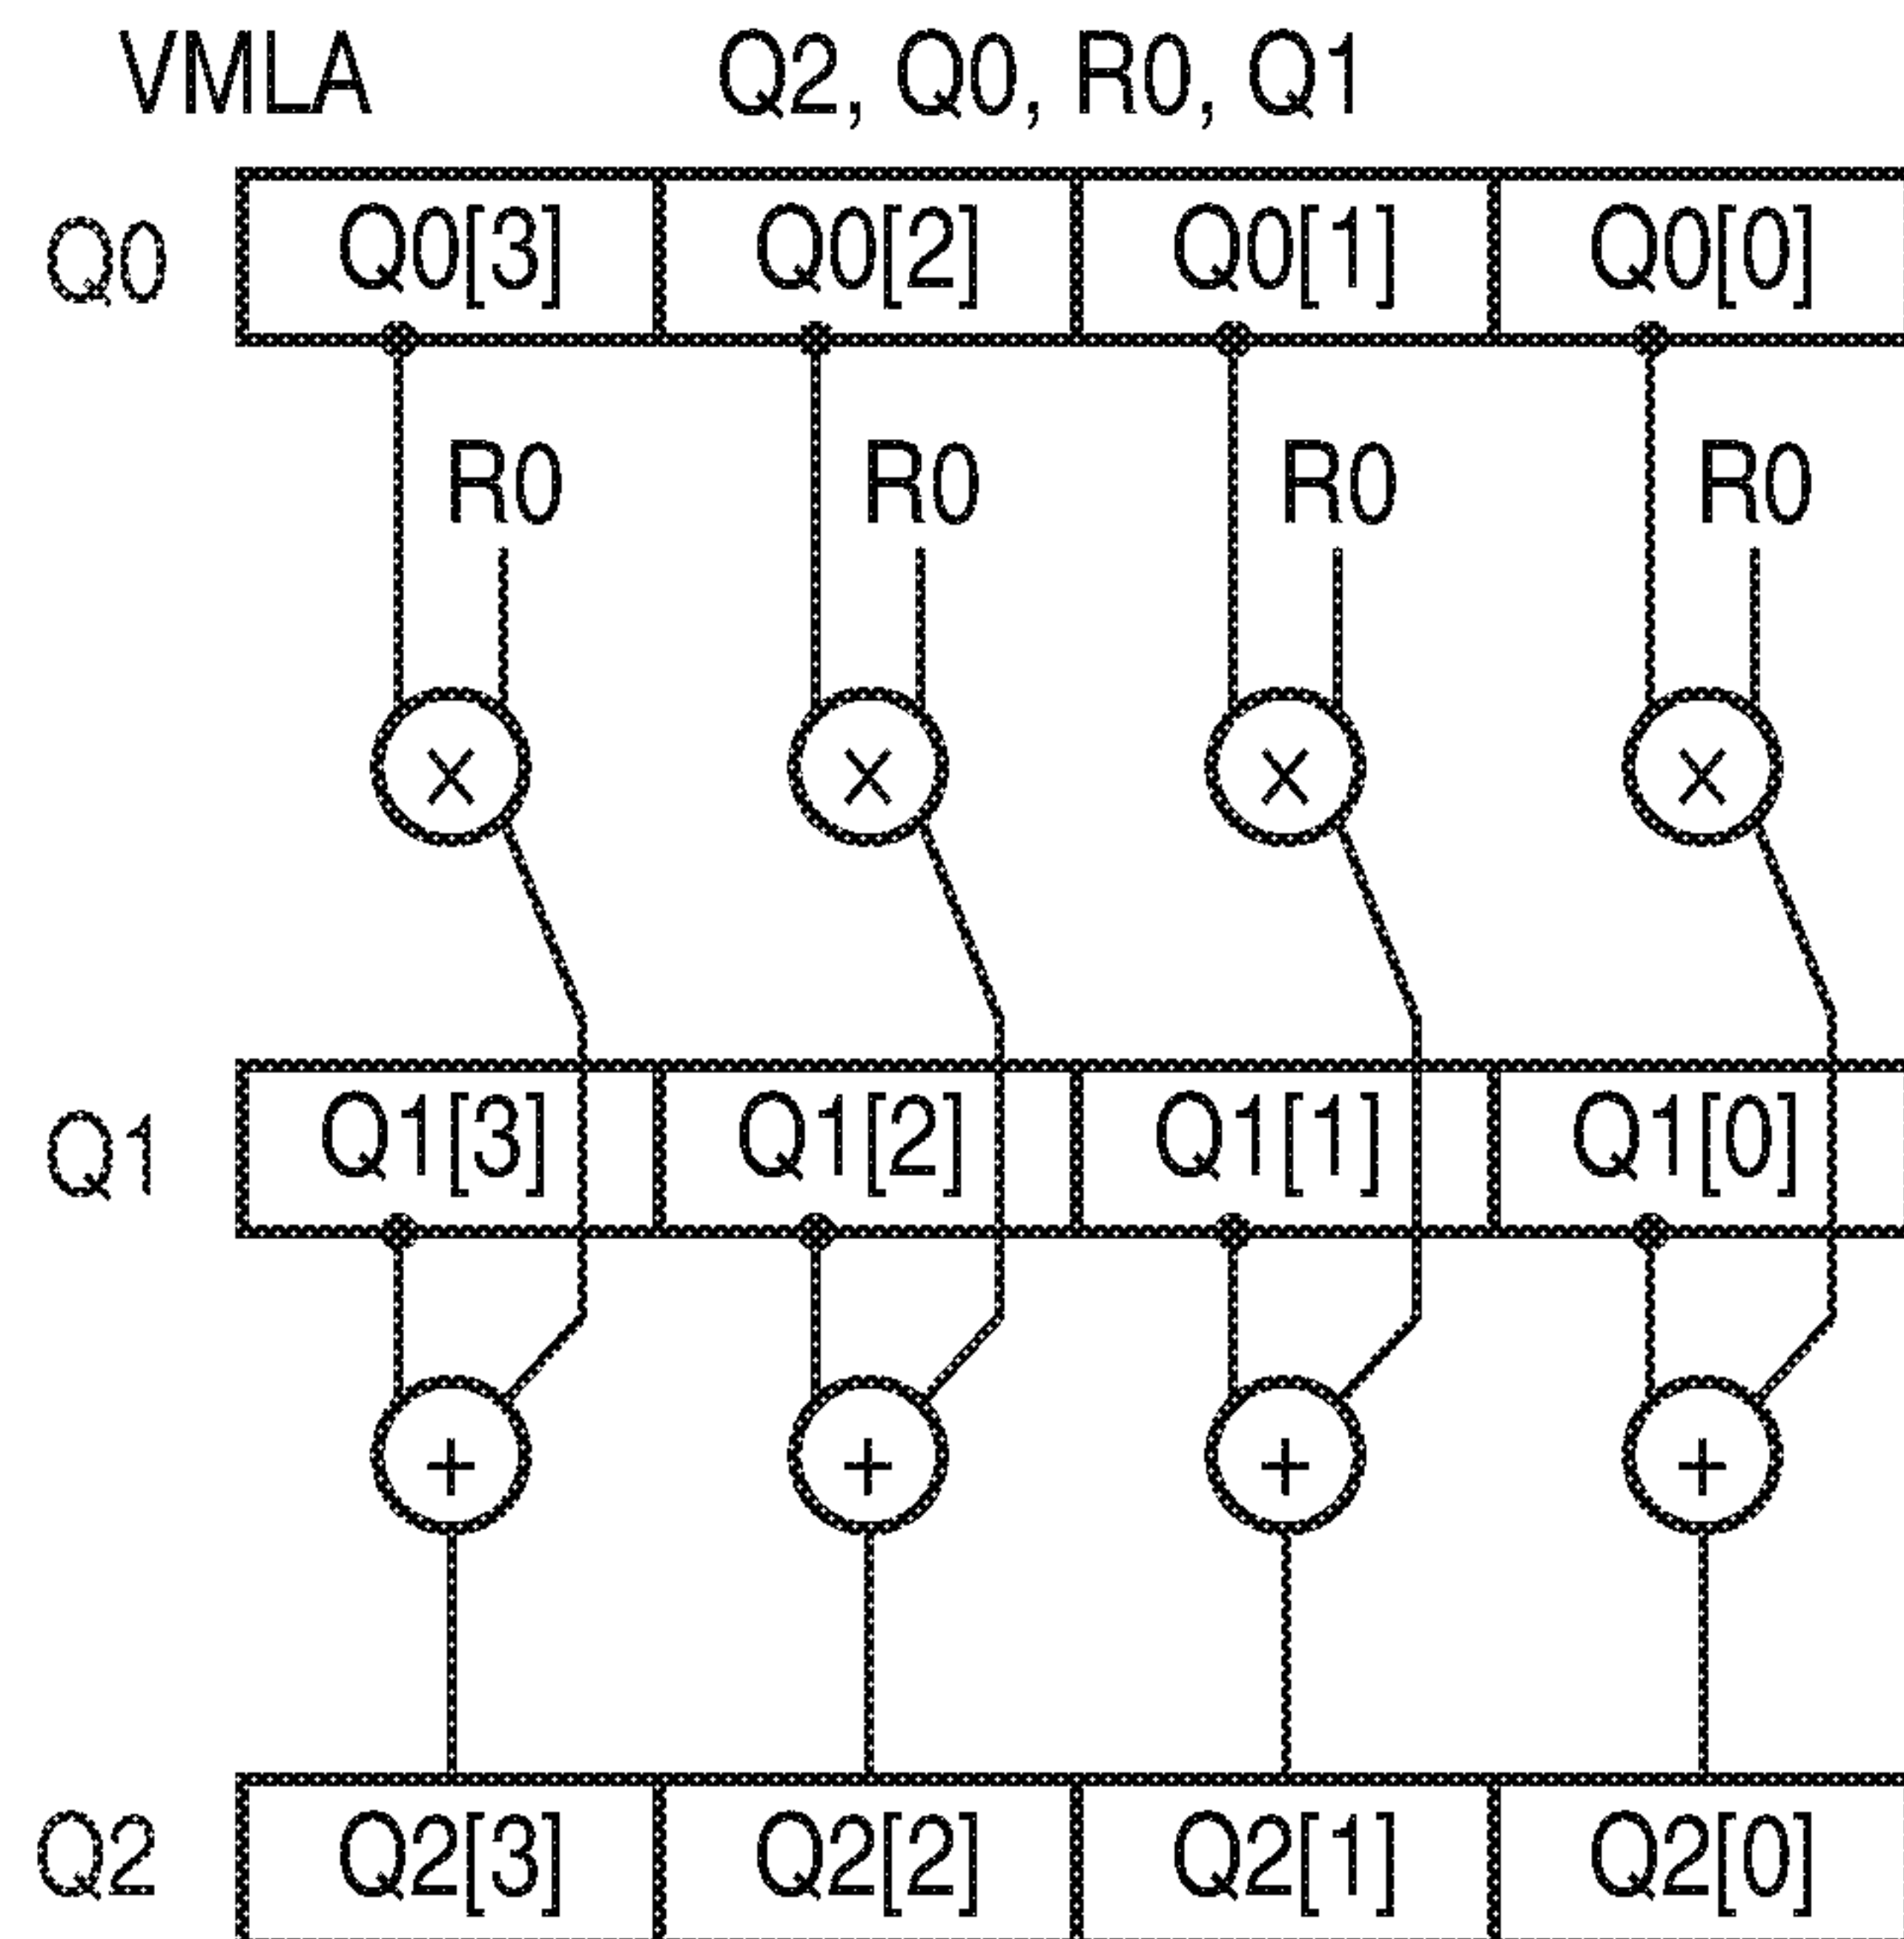 VMLA Q2, Q0, R0, Q1
Q0 Q0[3] Q0[2] Q0[1] Q0[0]
R0 R0 R0 R0
× × × ×
Q1 Q1[3] Q1[2] Q1[1] Q1[0]
+ + + +
Q2 Q2[3] Q2[2] Q2[1] Q2[0]